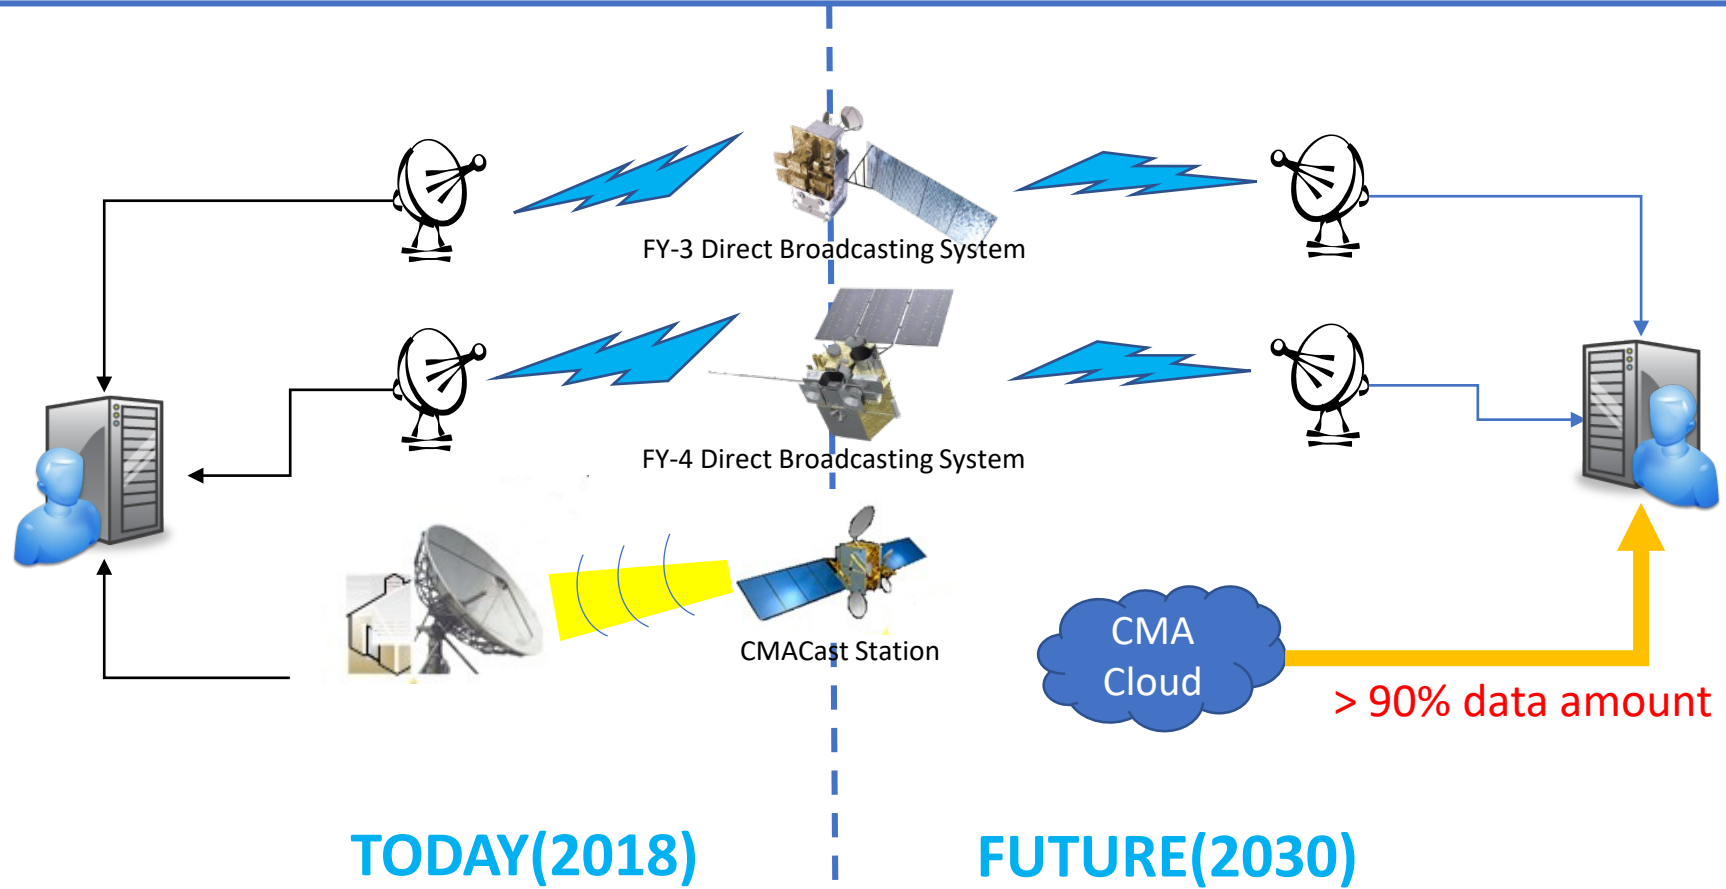 FY-3 Direct Broadcasting System
FY-4 Direct Broadcasting System
CMACast Station
CMA
Cloud
> 90% data amount
TODAY(2018)
FUTURE(2030)